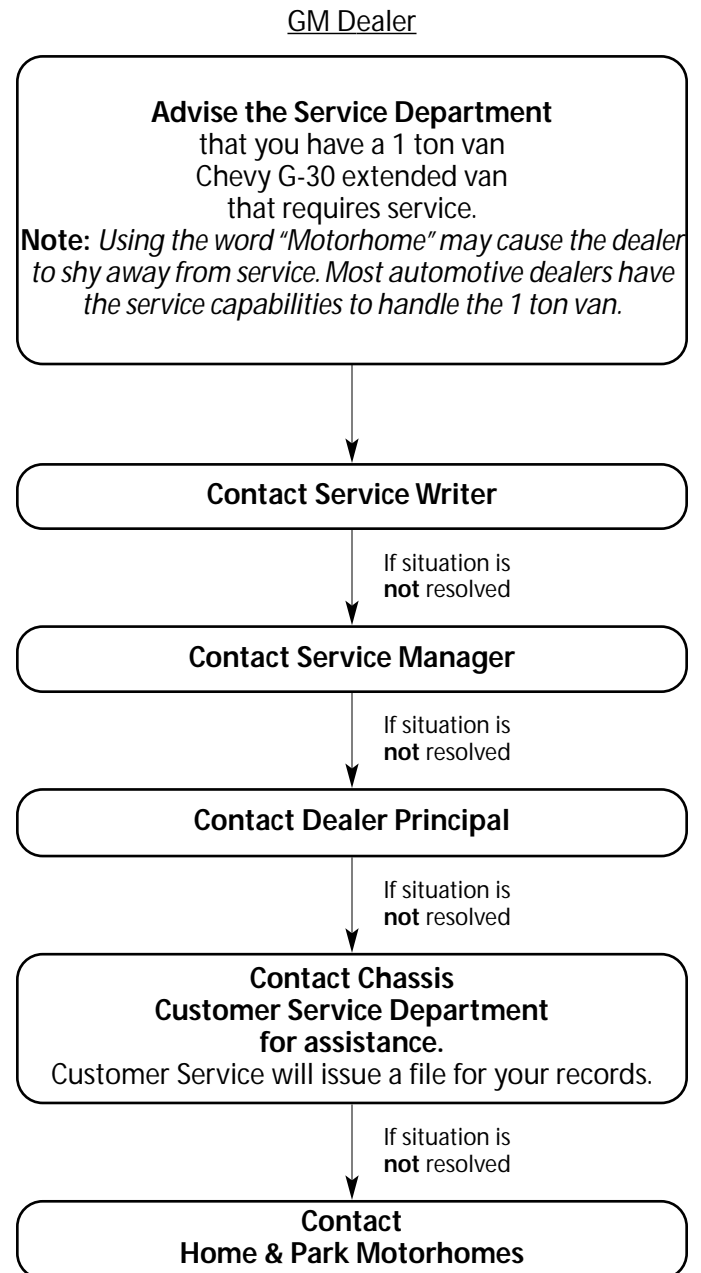 GM Dealer
Advise the Service Department
that you have a 1 ton van
Chevy G-30 extended van
that requires service.
Note: Using the word “Motorhome” may cause the dealer
to shy away from service. Most automotive dealers have
the service capabilities to handle the 1 ton van.
Contact Service Writer
If situation is
not resolved
Contact Service Manager
If situation is
not resolved
Contact Dealer Principal
If situation is
not resolved
Contact Chassis
Customer Service Department
for assistance.
Customer Service will issue a file for your records.
If situation is
not resolved
Contact
Home & Park Motorhomes